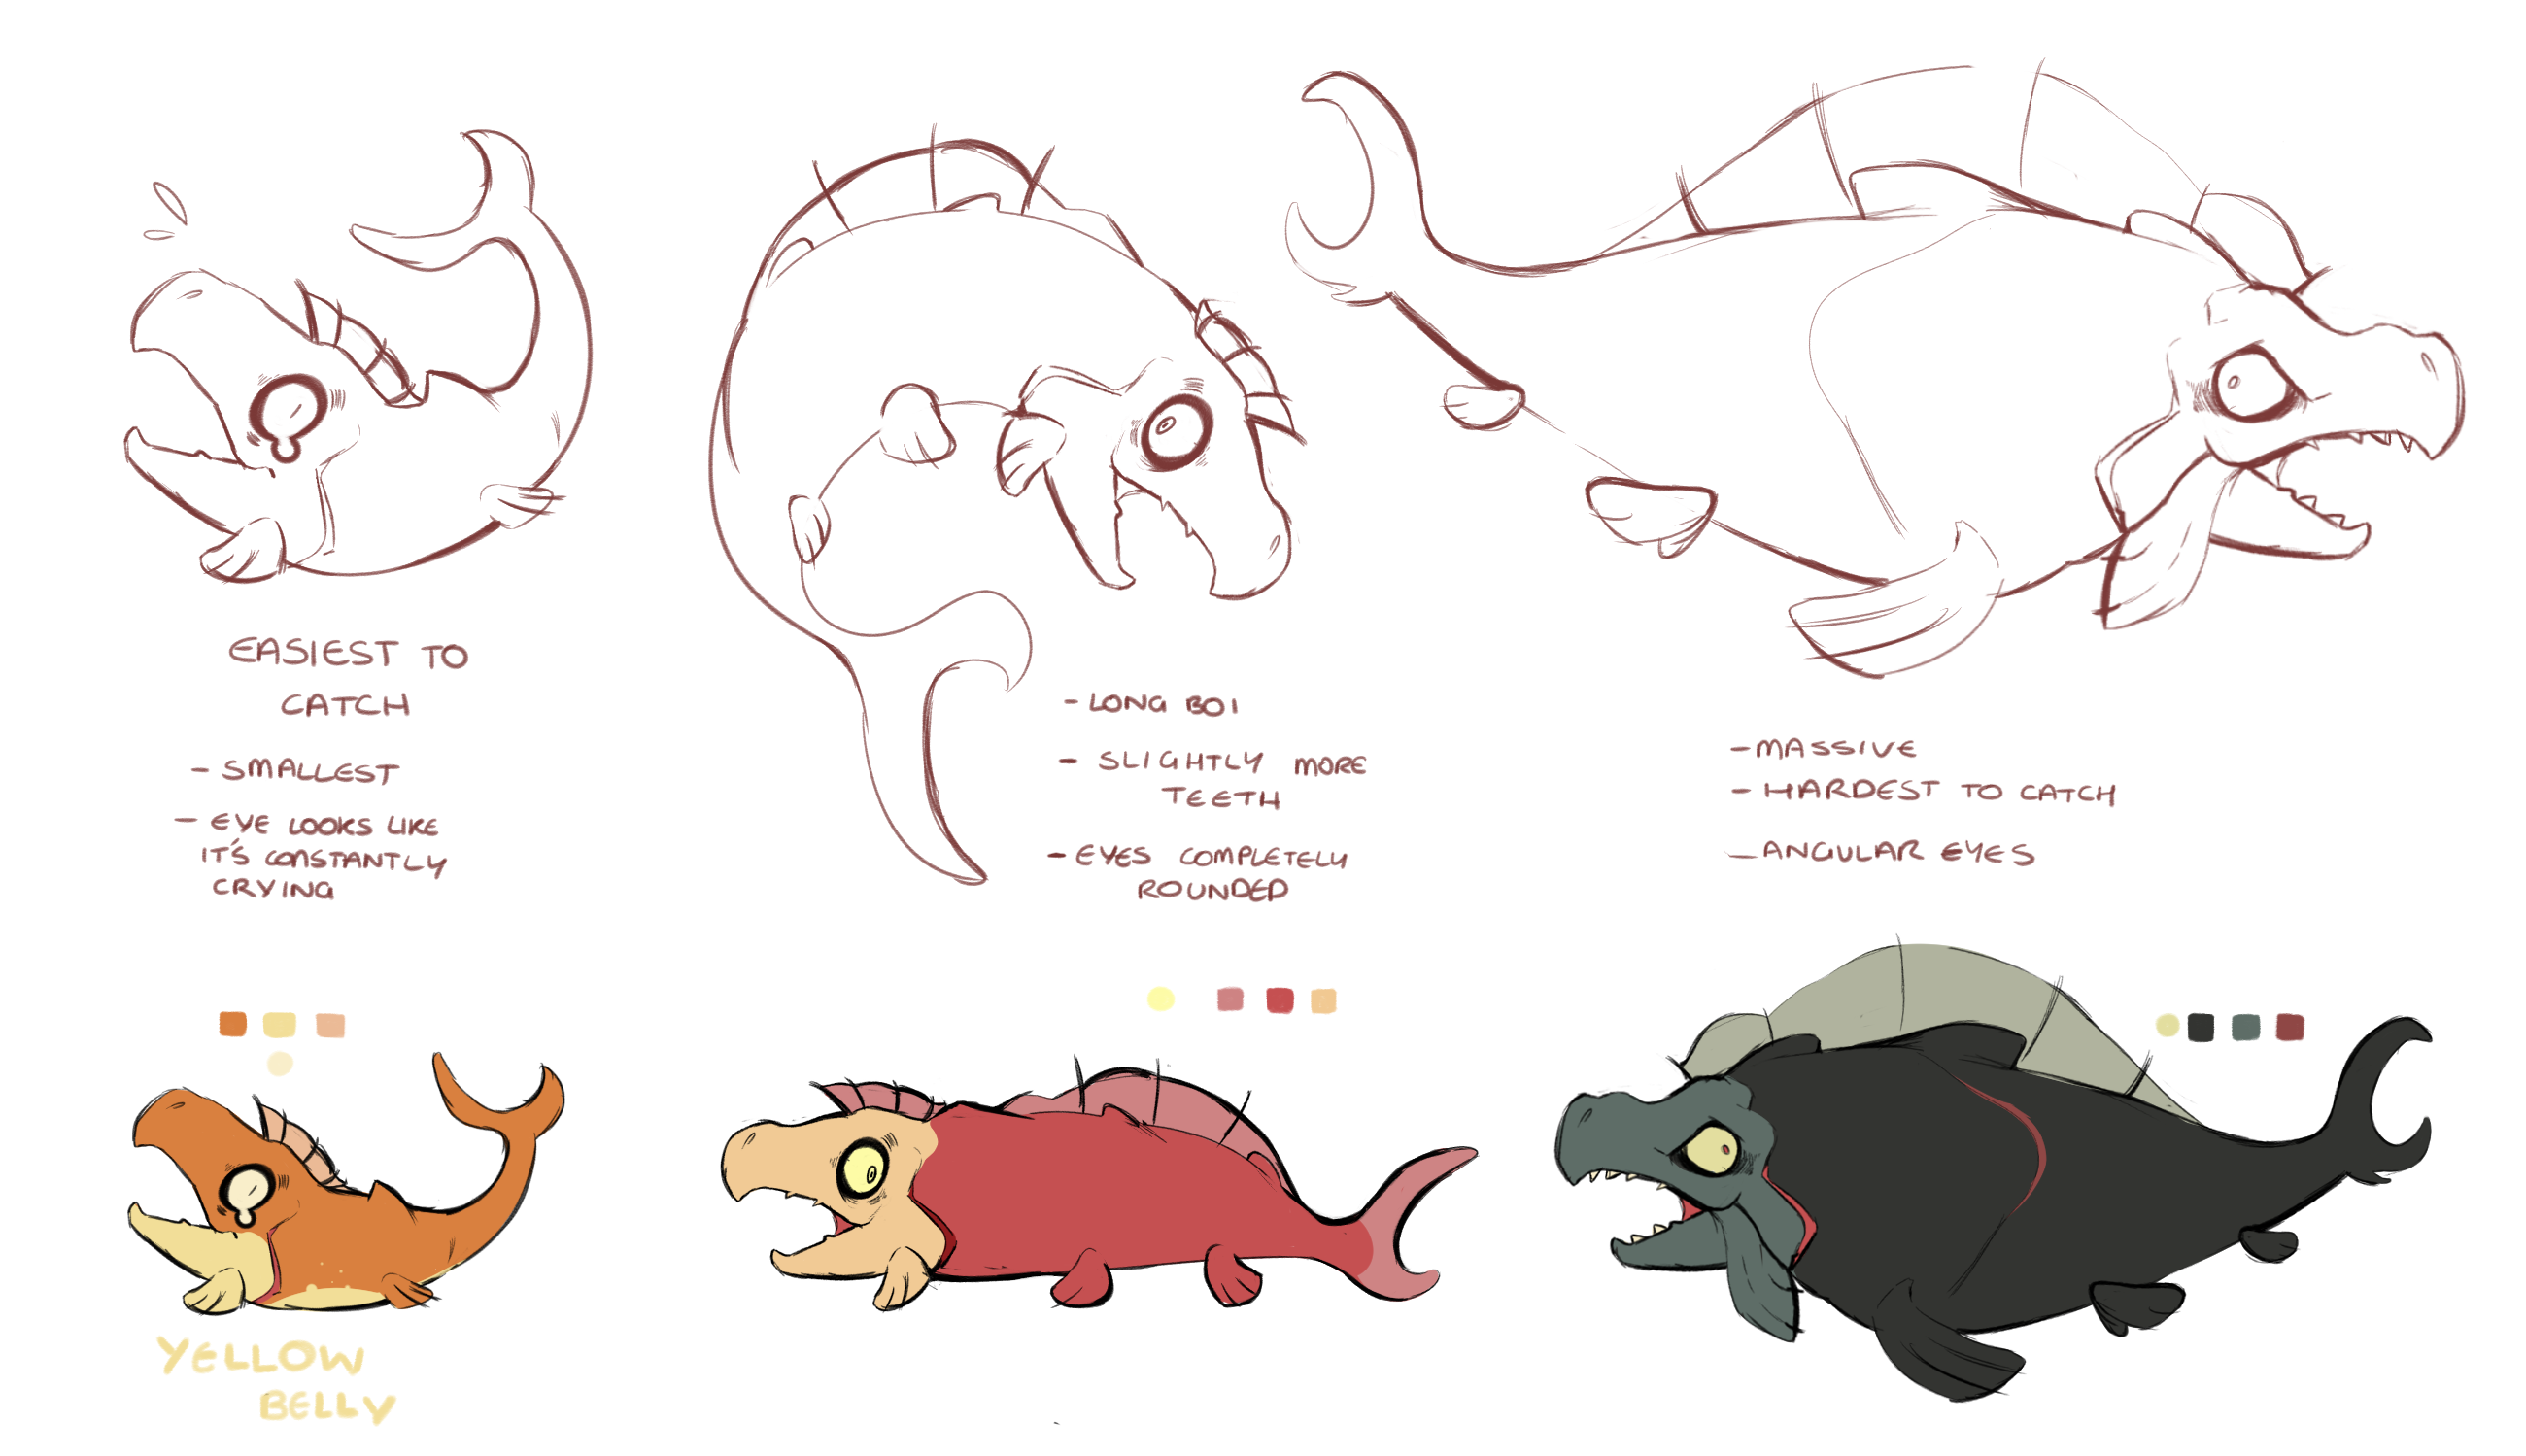 EASIEST TO
CATCH
- SMALLEST
- EYE LOOKS LIKE
IT'S CONSTANTLY
CRYING
- LONG BOI
- SLIGHTLY MORE
TEETH
- EYES COMPLETELY
ROUNDED
- MASSIVE
- HARDEST TO CATCH
- ANGULAR EYES
YELLOW
BELLY